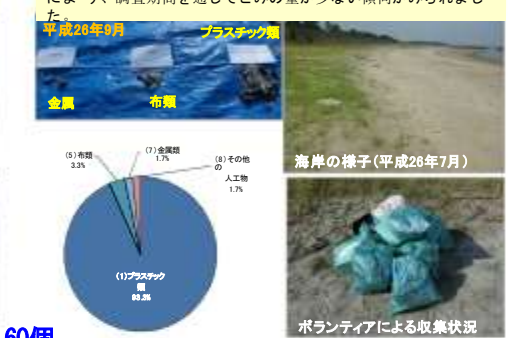 により、調査期間を通してごみの量が少ない傾向がみられまし
た。
平成26年9月
プラスチック類
金属
布類
海岸の様子(平成26年7月)
(5)布類
3.3%
(7)金属類
1.7%
(8)その他
の
人工物
1.7%
(1)プラスチック
類
93.3%
ボランティアによる収集状況
60個